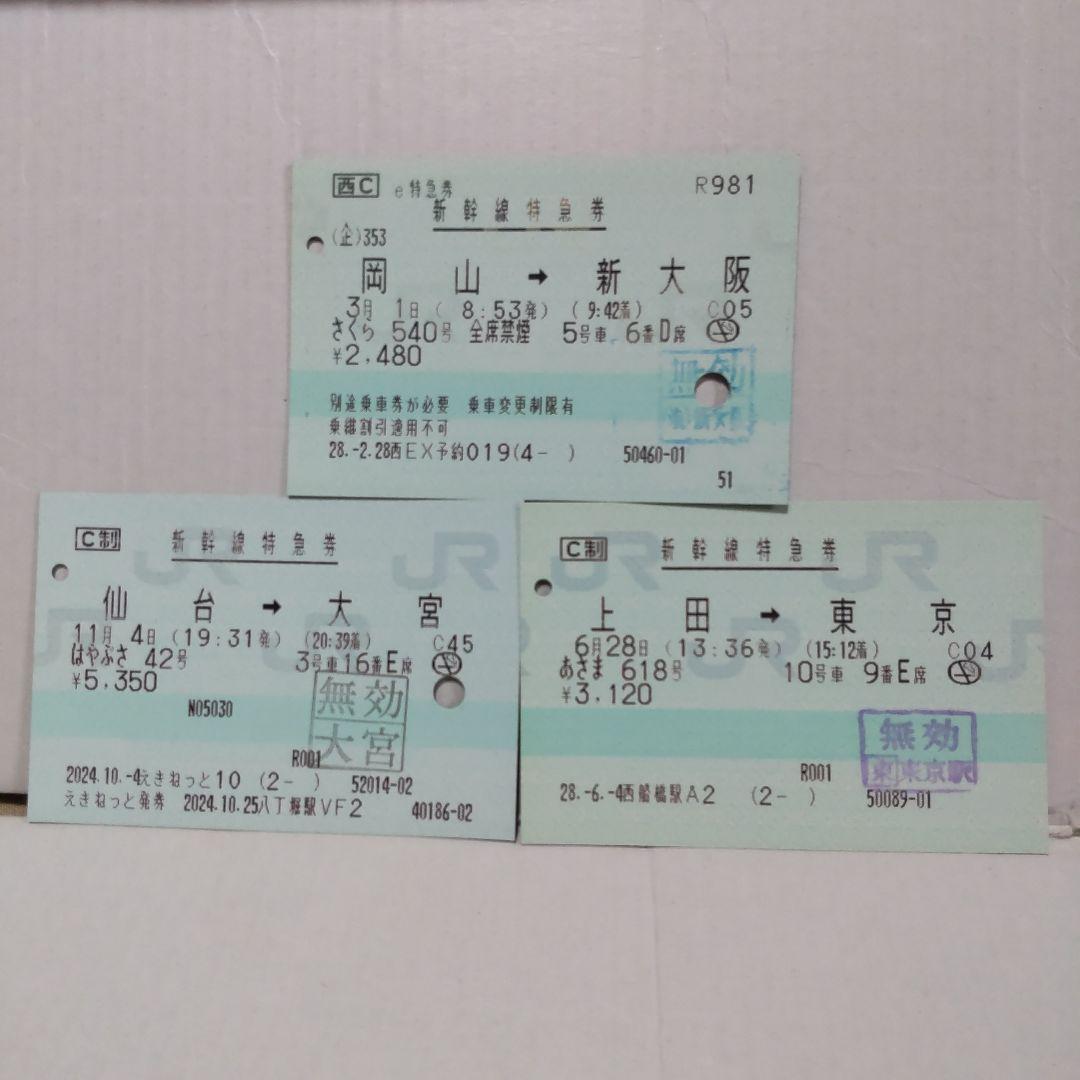 西C e特急券 R981
新幹線特急券
(企)353
岡山 → 新大阪
3月 1日 ( 8:53発) ( 9:42着) C05
さくら 540号 全席禁煙 5号車 6番D席
¥2,480
無効
別途乗車券が必要 乗車変更制限有
乗継割引適用不可
28.-2.28西EX予約019(4- ) 50460-01
51
C制 新幹線特急券
仙台 → 大宮
11月 4日 (19:31発) (20:39着) C45
はやぶさ 42号 3号車16番E席
¥5,350
無効
大宮
N05030
R001
2024.10.-4えきねっと10 (2- ) 52014-02
えきねっと発券 2024.10.25八丁堀駅VF2 40186-02
JR JR JR
C制 新幹線特急券
上田 → 東京
6月28日 (13:36発) (15:12着) C04
あさま 618号 10号車 9番E席
¥3,120
無効
東京駅
R001
28.-6.-4西船橋駅A2 (2- ) 50089-01